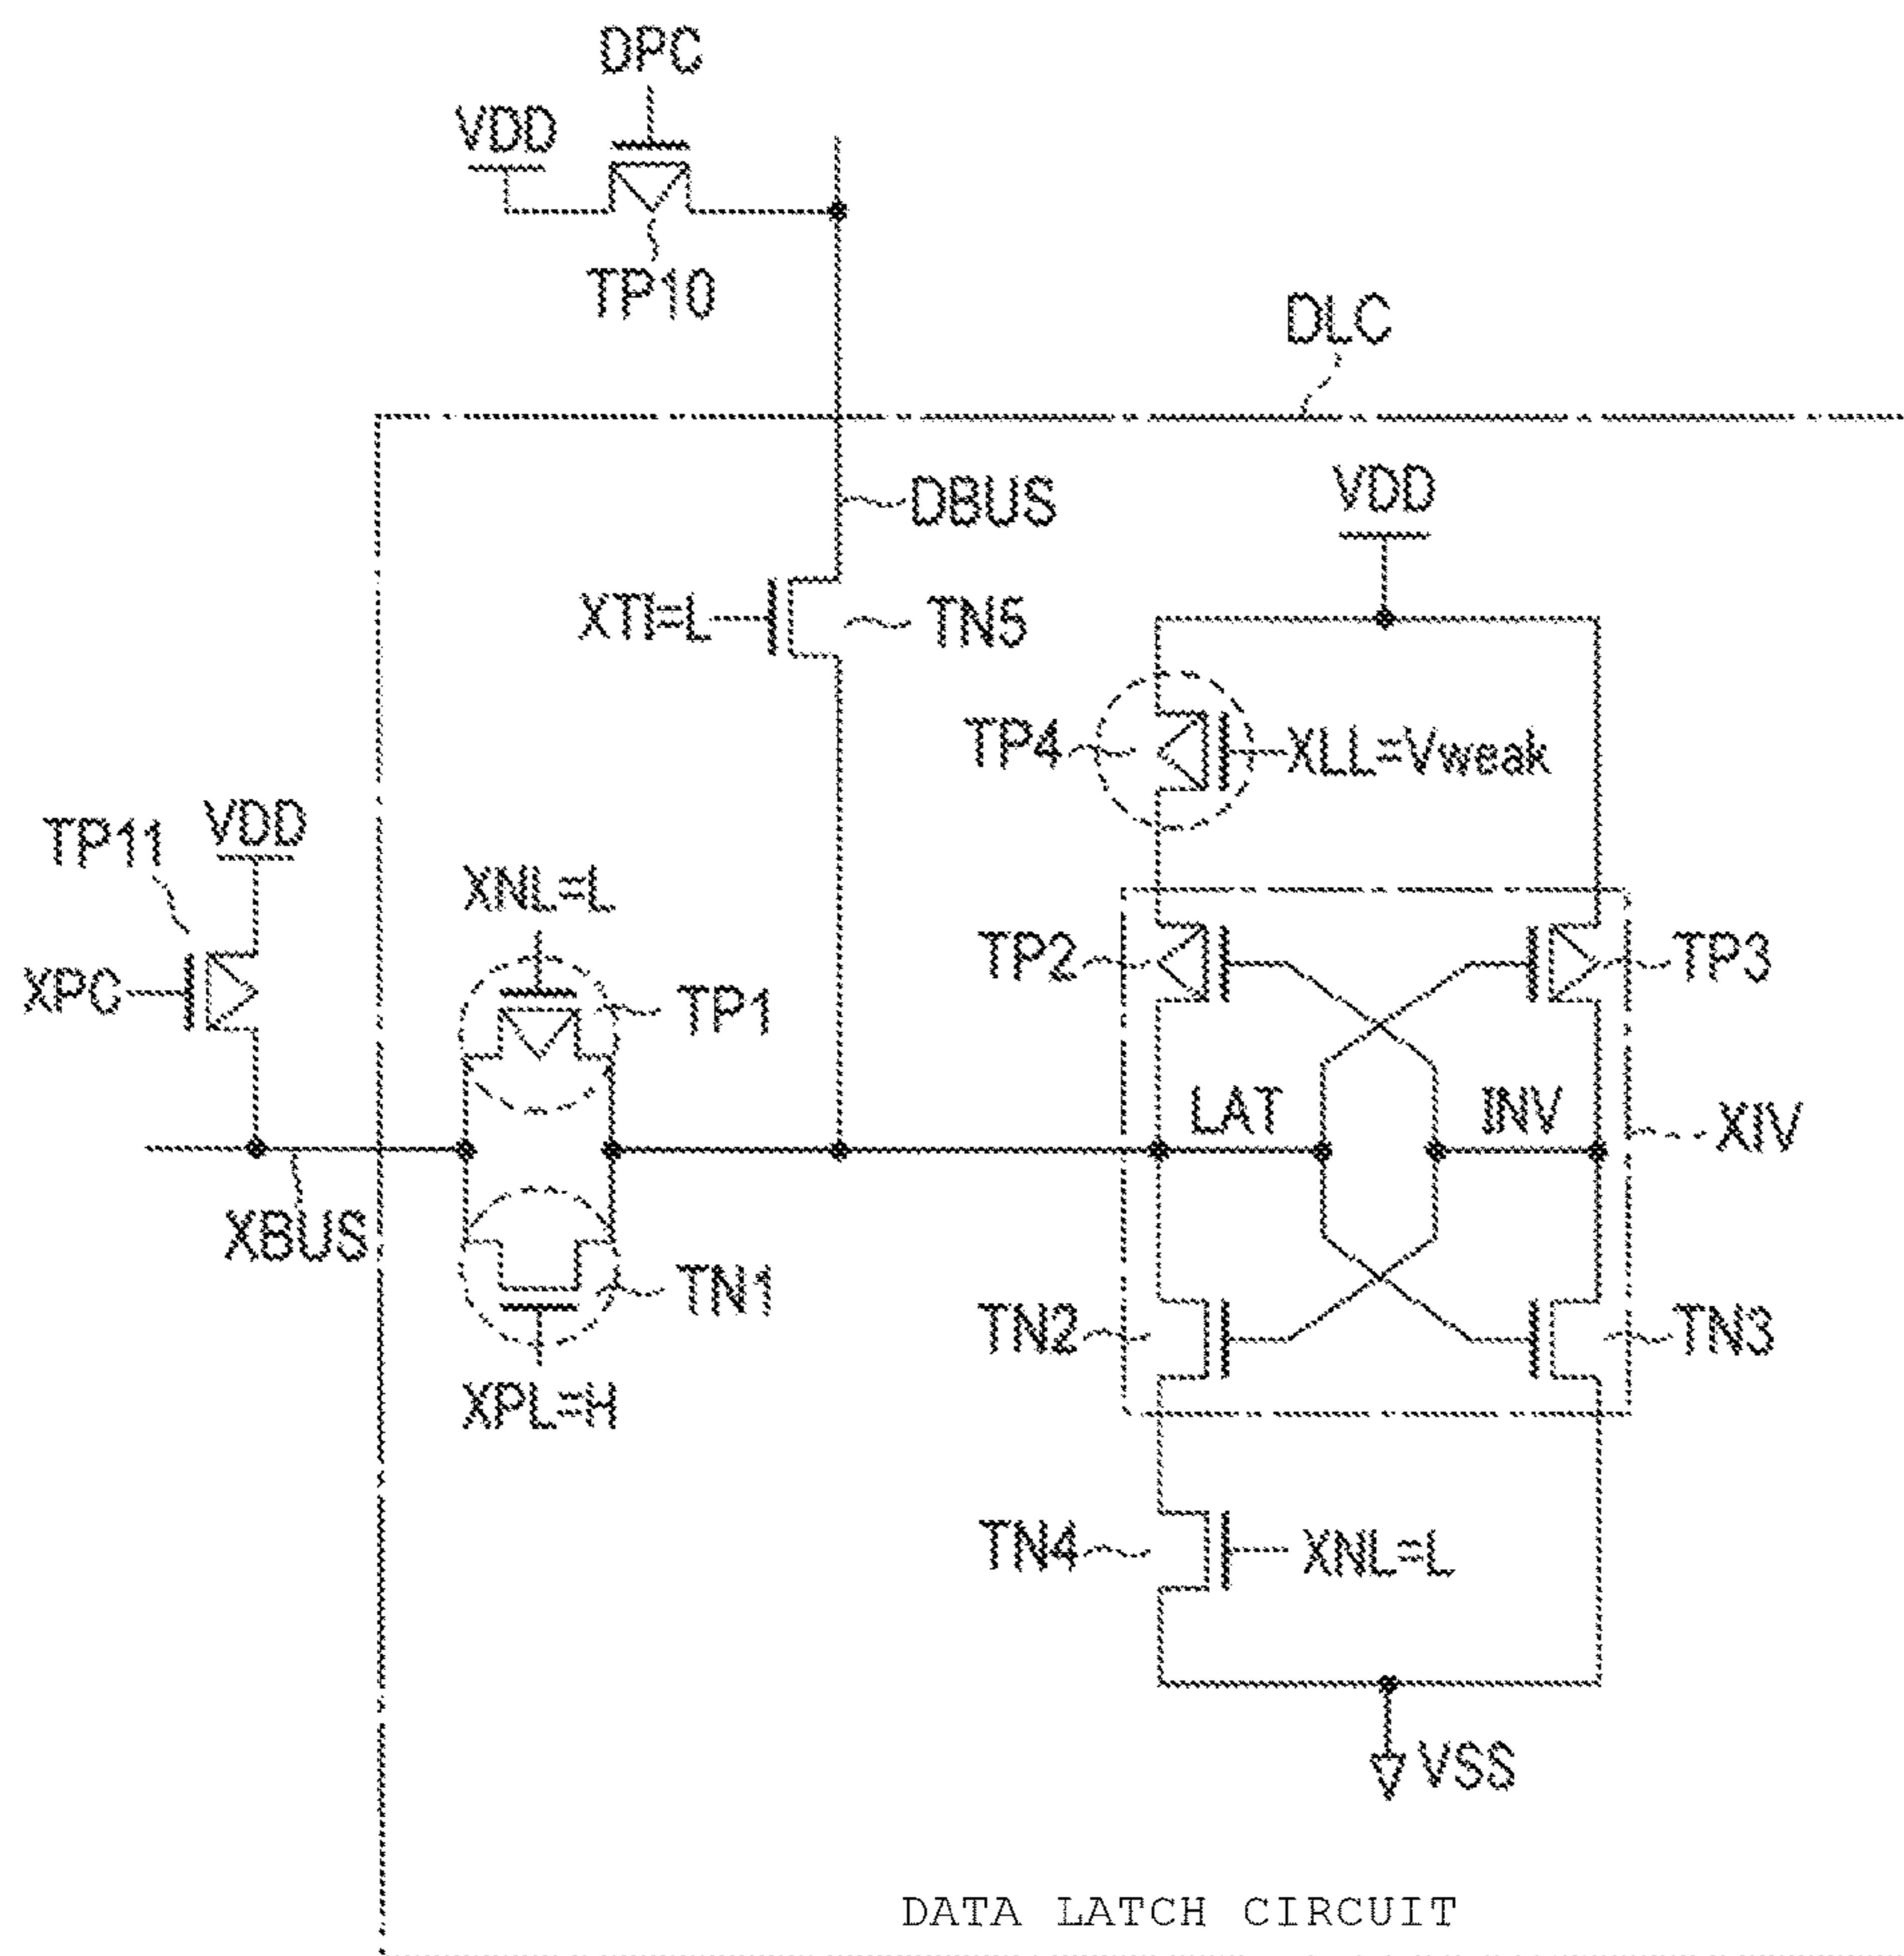 DPC
VDD
TP10
DLC
DBUS
VDD
XTI=L
TN5
TP4
XLL=Vweak
TP11
VDD
XNL=L
TP2
TP3
XPC
TP1
LAT
INV
XIV
XBUS
TN1
TN2
TN3
XPL=H
TN4
XNL=L
VSS
DATA LATCH CIRCUIT